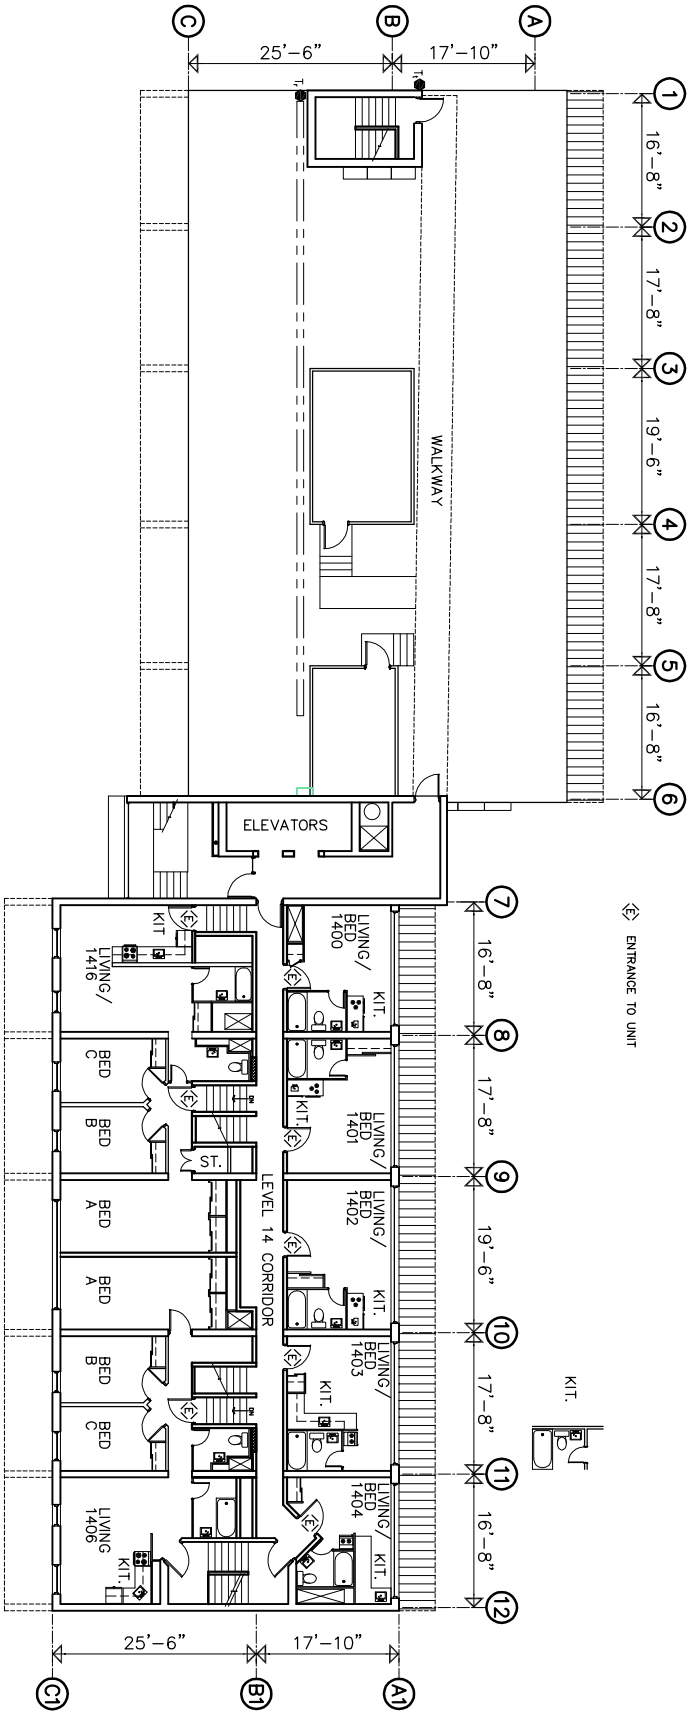 C
B
A
25'-6"
17'-10"
1
16'-8"
2
17'-8"
3
19'-6"
4
17'-8"
5
16'-8"
6
WALKWAY
ELEVATORS
<E> ENTRANCE TO UNIT
7
16'-8"
8
17'-8"
9
19'-6"
10
17'-8"
11
16'-8"
12
LIVING/
BED
1400
KIT.
<E>
LIVING/
BED
1401
KIT.
<E>
LIVING/
BED
1402
KIT.
<E>
LIVING/
BED
1403
KIT.
<E>
LIVING/
BED
1404
KIT.
<E>
KIT.
LEVEL 14 CORRIDOR
<E>
KIT
LIVING/
1416
BED
C
BED
B
<E>
DN
ST.
BED
A
BED
A
BED
B
BED
C
<E>
DN
LIVING
1406
KIT.
25'-6"
17'-10"
C1
B1
A1